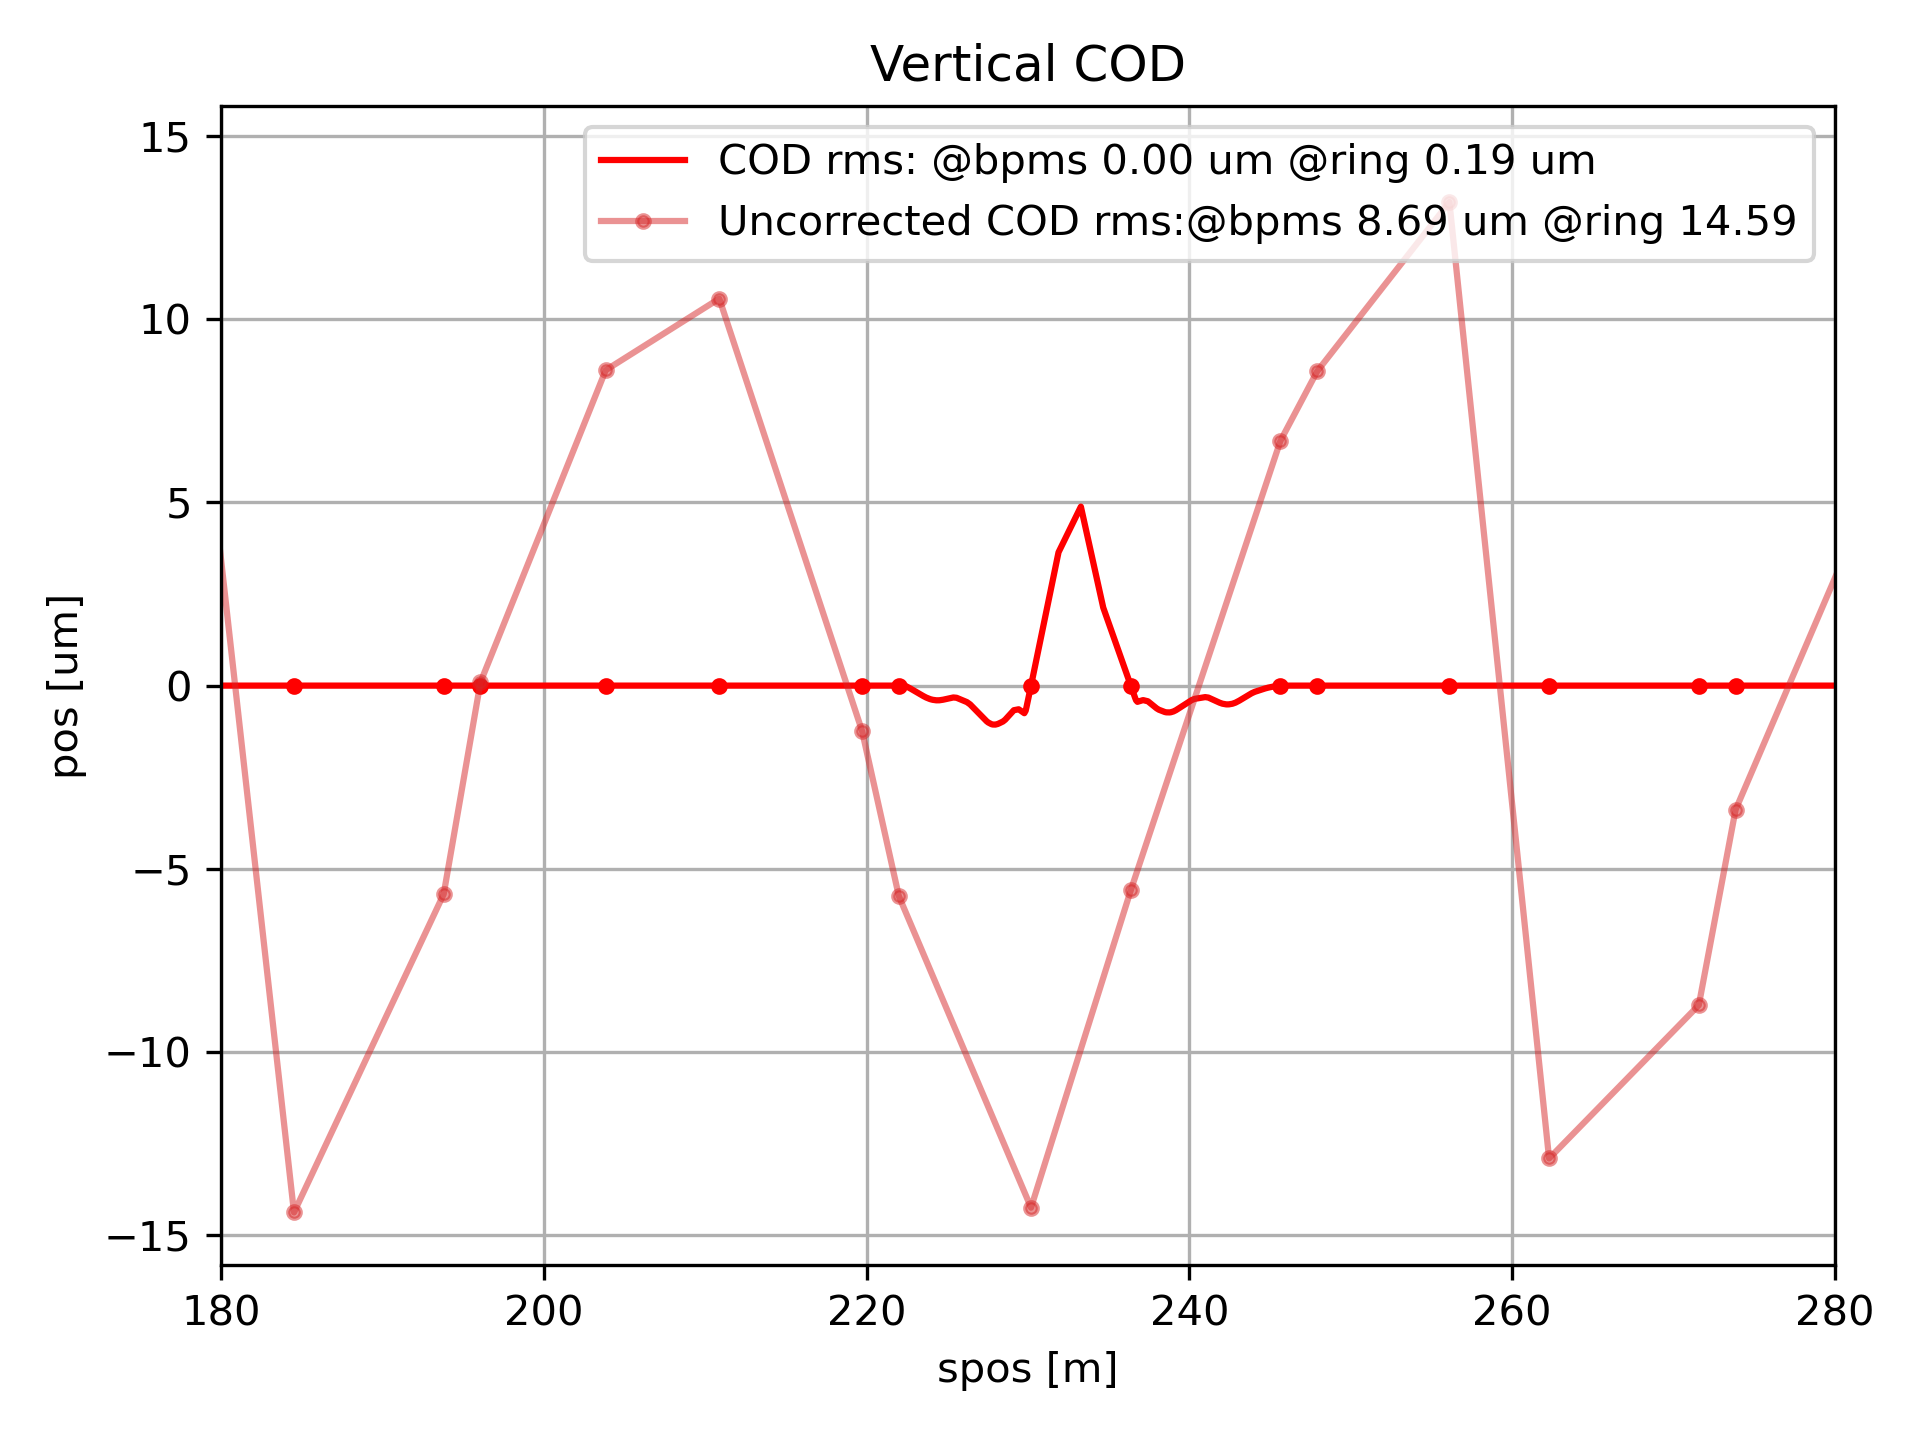 Vertical COD
COD rms: @bpms 0.00 um @ring 0.19 um
Uncorrected COD rms:@bpms 8.69 um @ring 14.59
pos [um]
15
10
5
0
−5
−10
−15
180 200 220 240 260 280
spos [m]